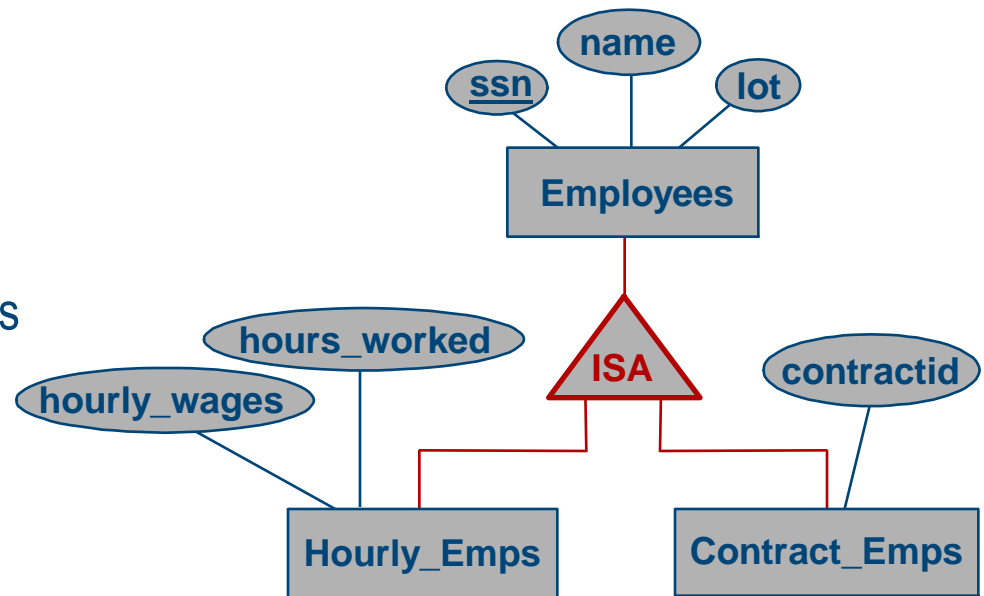 name
ssn
lot
Employees
s
hours_worked
ISA
contractid
hourly_wages
Hourly_Emps
Contract_Emps